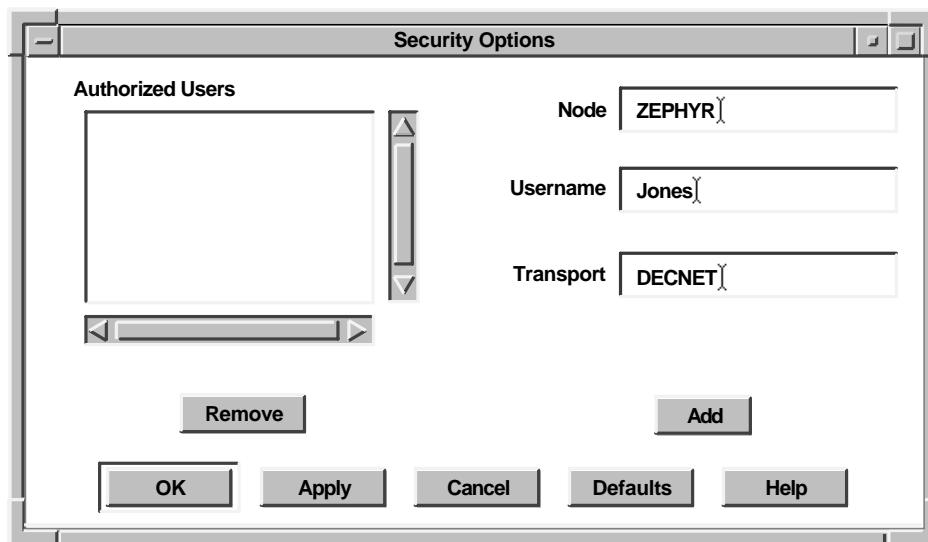 Security Options
Authorized Users
Node ZEPHYR
Username Jones
Transport DECNET
Remove Add
OK Apply Cancel Defaults Help